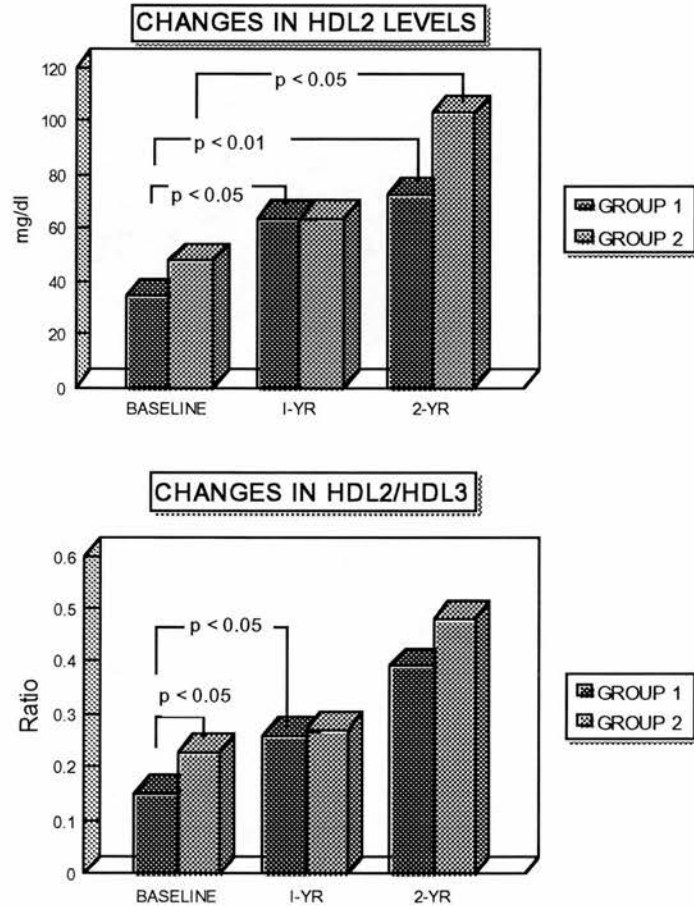 CHANGES IN HDL2 LEVELS
120
100
80
60
40
20
0
mg/dl
p < 0.05
p < 0.01
p < 0.05
BASELINE
I-YR
2-YR
GROUP 1
GROUP 2
CHANGES IN HDL2/HDL3
0.6
0.5
0.4
0.3
0.2
0.1
0
Ratio
p < 0.05
p < 0.05
BASELINE
I-YR
2-YR
GROUP 1
GROUP 2